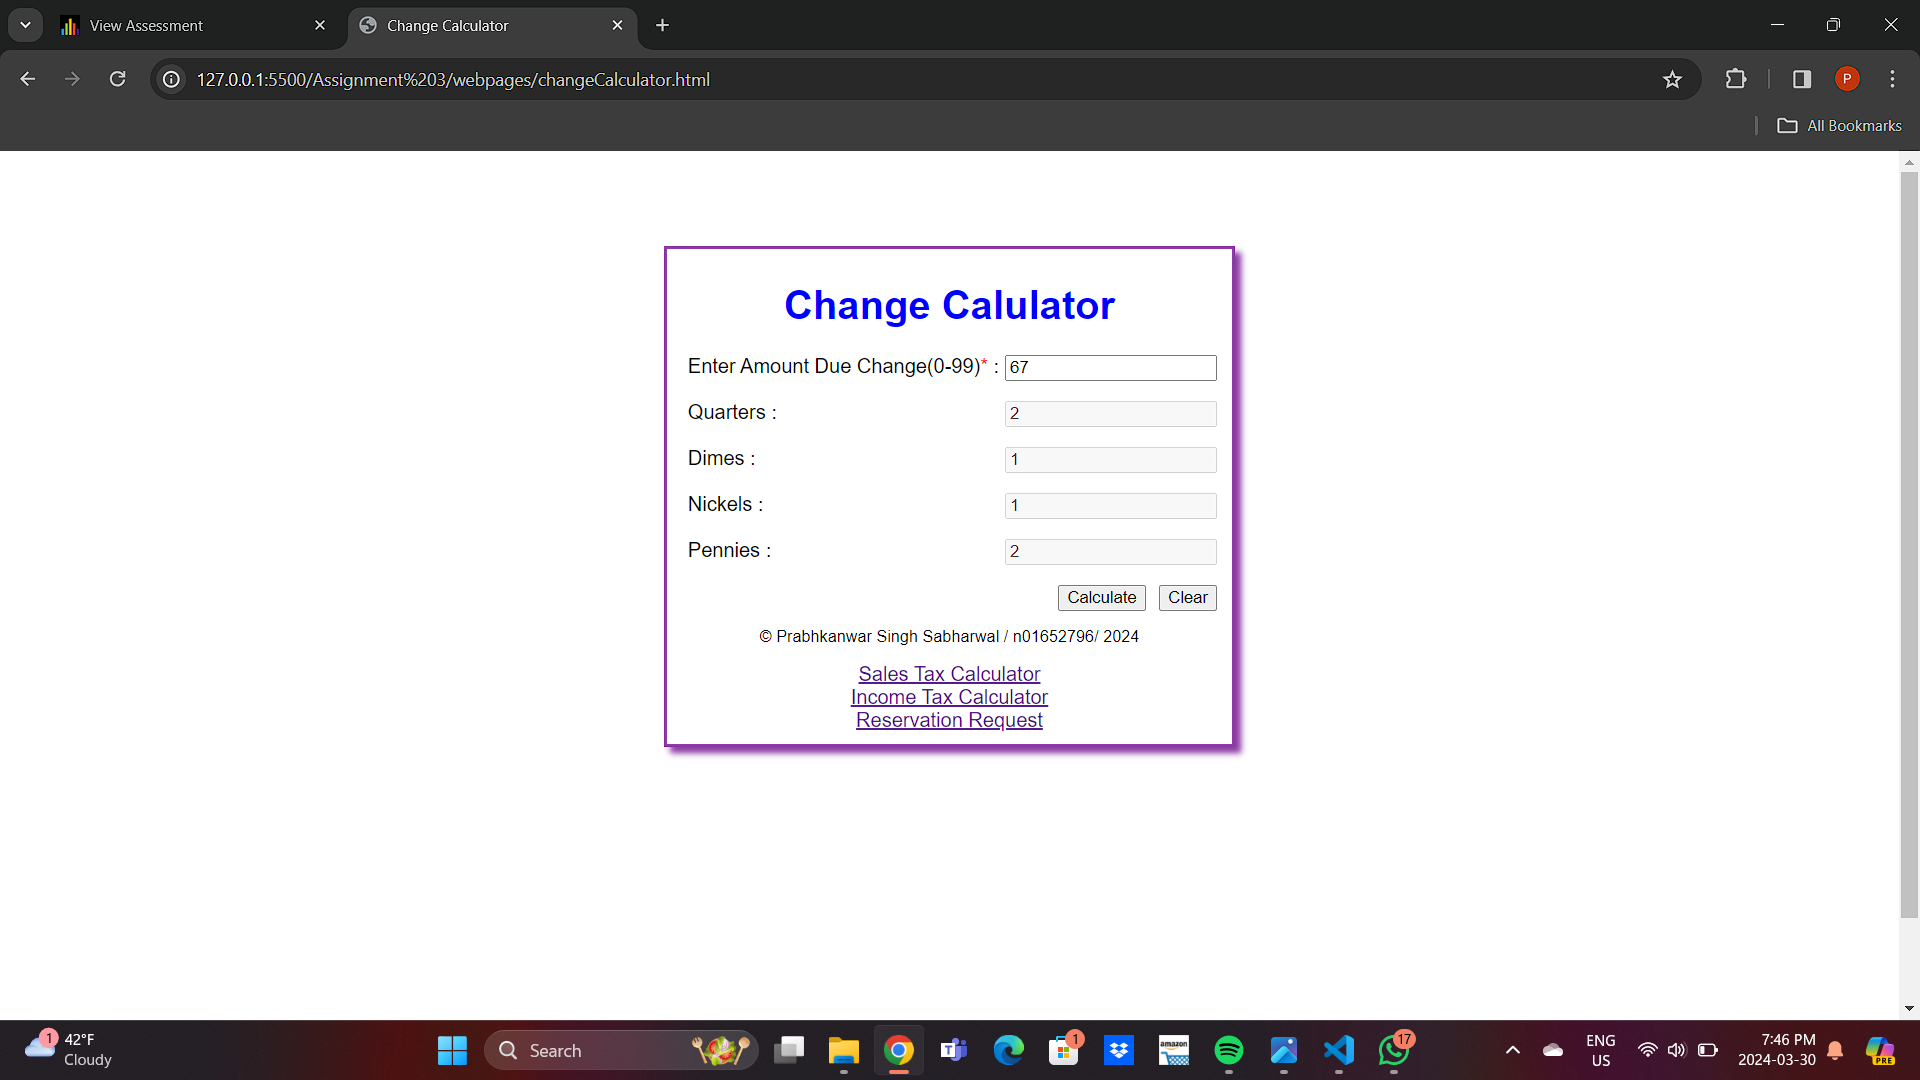 View Assessment
Change Calculator
127.0.0.1:5500/Assignment%203/webpages/changeCalculator.html
P
All Bookmarks
Change Calulator
Enter Amount Due Change(0-99)* : 67
Quarters : 2
Dimes : 1
Nickels : 1
Pennies : 2
Calculate Clear
© Prabhkanwar Singh Sabharwal / n01652796/ 2024
Sales Tax Calculator
Income Tax Calculator
Reservation Request
1
42°F
Cloudy
Search
T
1
amazon
17
ENG
US
7:46 PM
2024-03-30
PRE